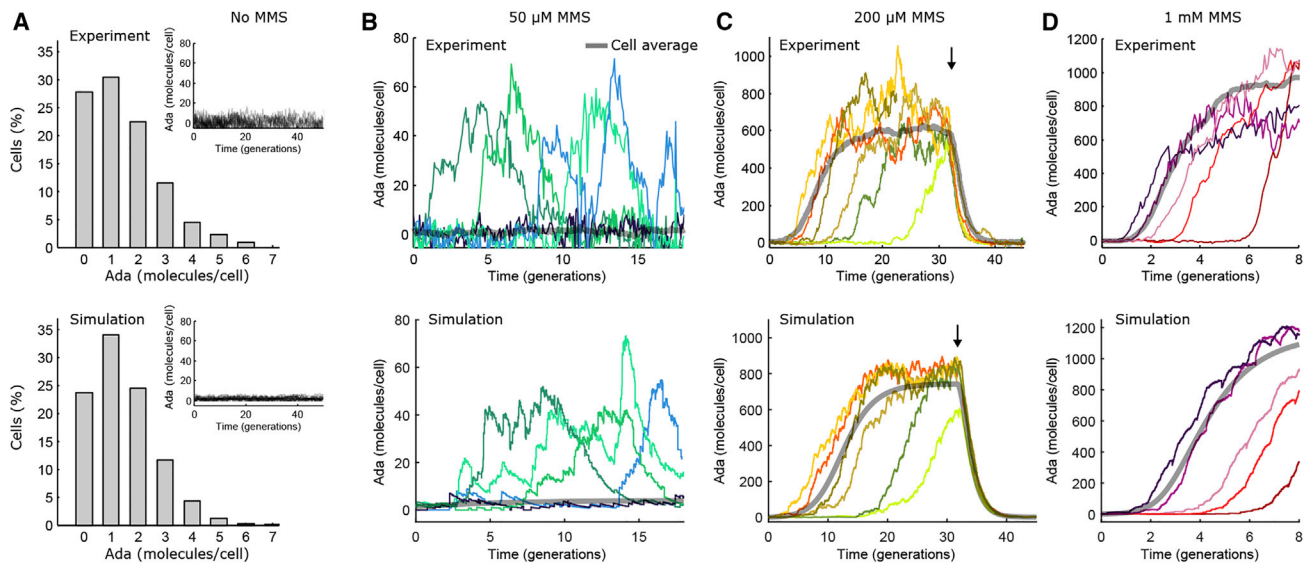 A
No MMS
B
50 µM MMS
C
200 µM MMS
D
1 mM MMS
Experiment
35
30
25
20
15
10
5
0
Cells (%)
0 1 2 3 4 5 6 7
Ada (molecules/cell)
80
60
40
20
0
Ada (molecules/cell)
0 20 40
Time (generations)
Experiment
Cell average
80
60
40
20
0
Ada (molecules/cell)
0 5 10 15
Time (generations)
Experiment
1000
800
600
400
200
0
Ada (molecules/cell)
0 10 20 30 40
Time (generations)
Experiment
1200
1000
800
600
400
200
0
Ada (molecules/cell)
0 2 4 6 8
Time (generations)
Simulation
35
30
25
20
15
10
5
0
Cells (%)
0 1 2 3 4 5 6 7
Ada (molecules/cell)
80
60
40
20
0
Ada (molecules/cell)
0 20 40
Time (generations)
Simulation
80
60
40
20
0
Ada (molecules/cell)
0 5 10 15
Time (generations)
Simulation
1000
800
600
400
200
0
Ada (molecules/cell)
0 10 20 30 40
Time (generations)
Simulation
1200
1000
800
600
400
200
0
Ada (molecules/cell)
0 2 4 6 8
Time (generations)